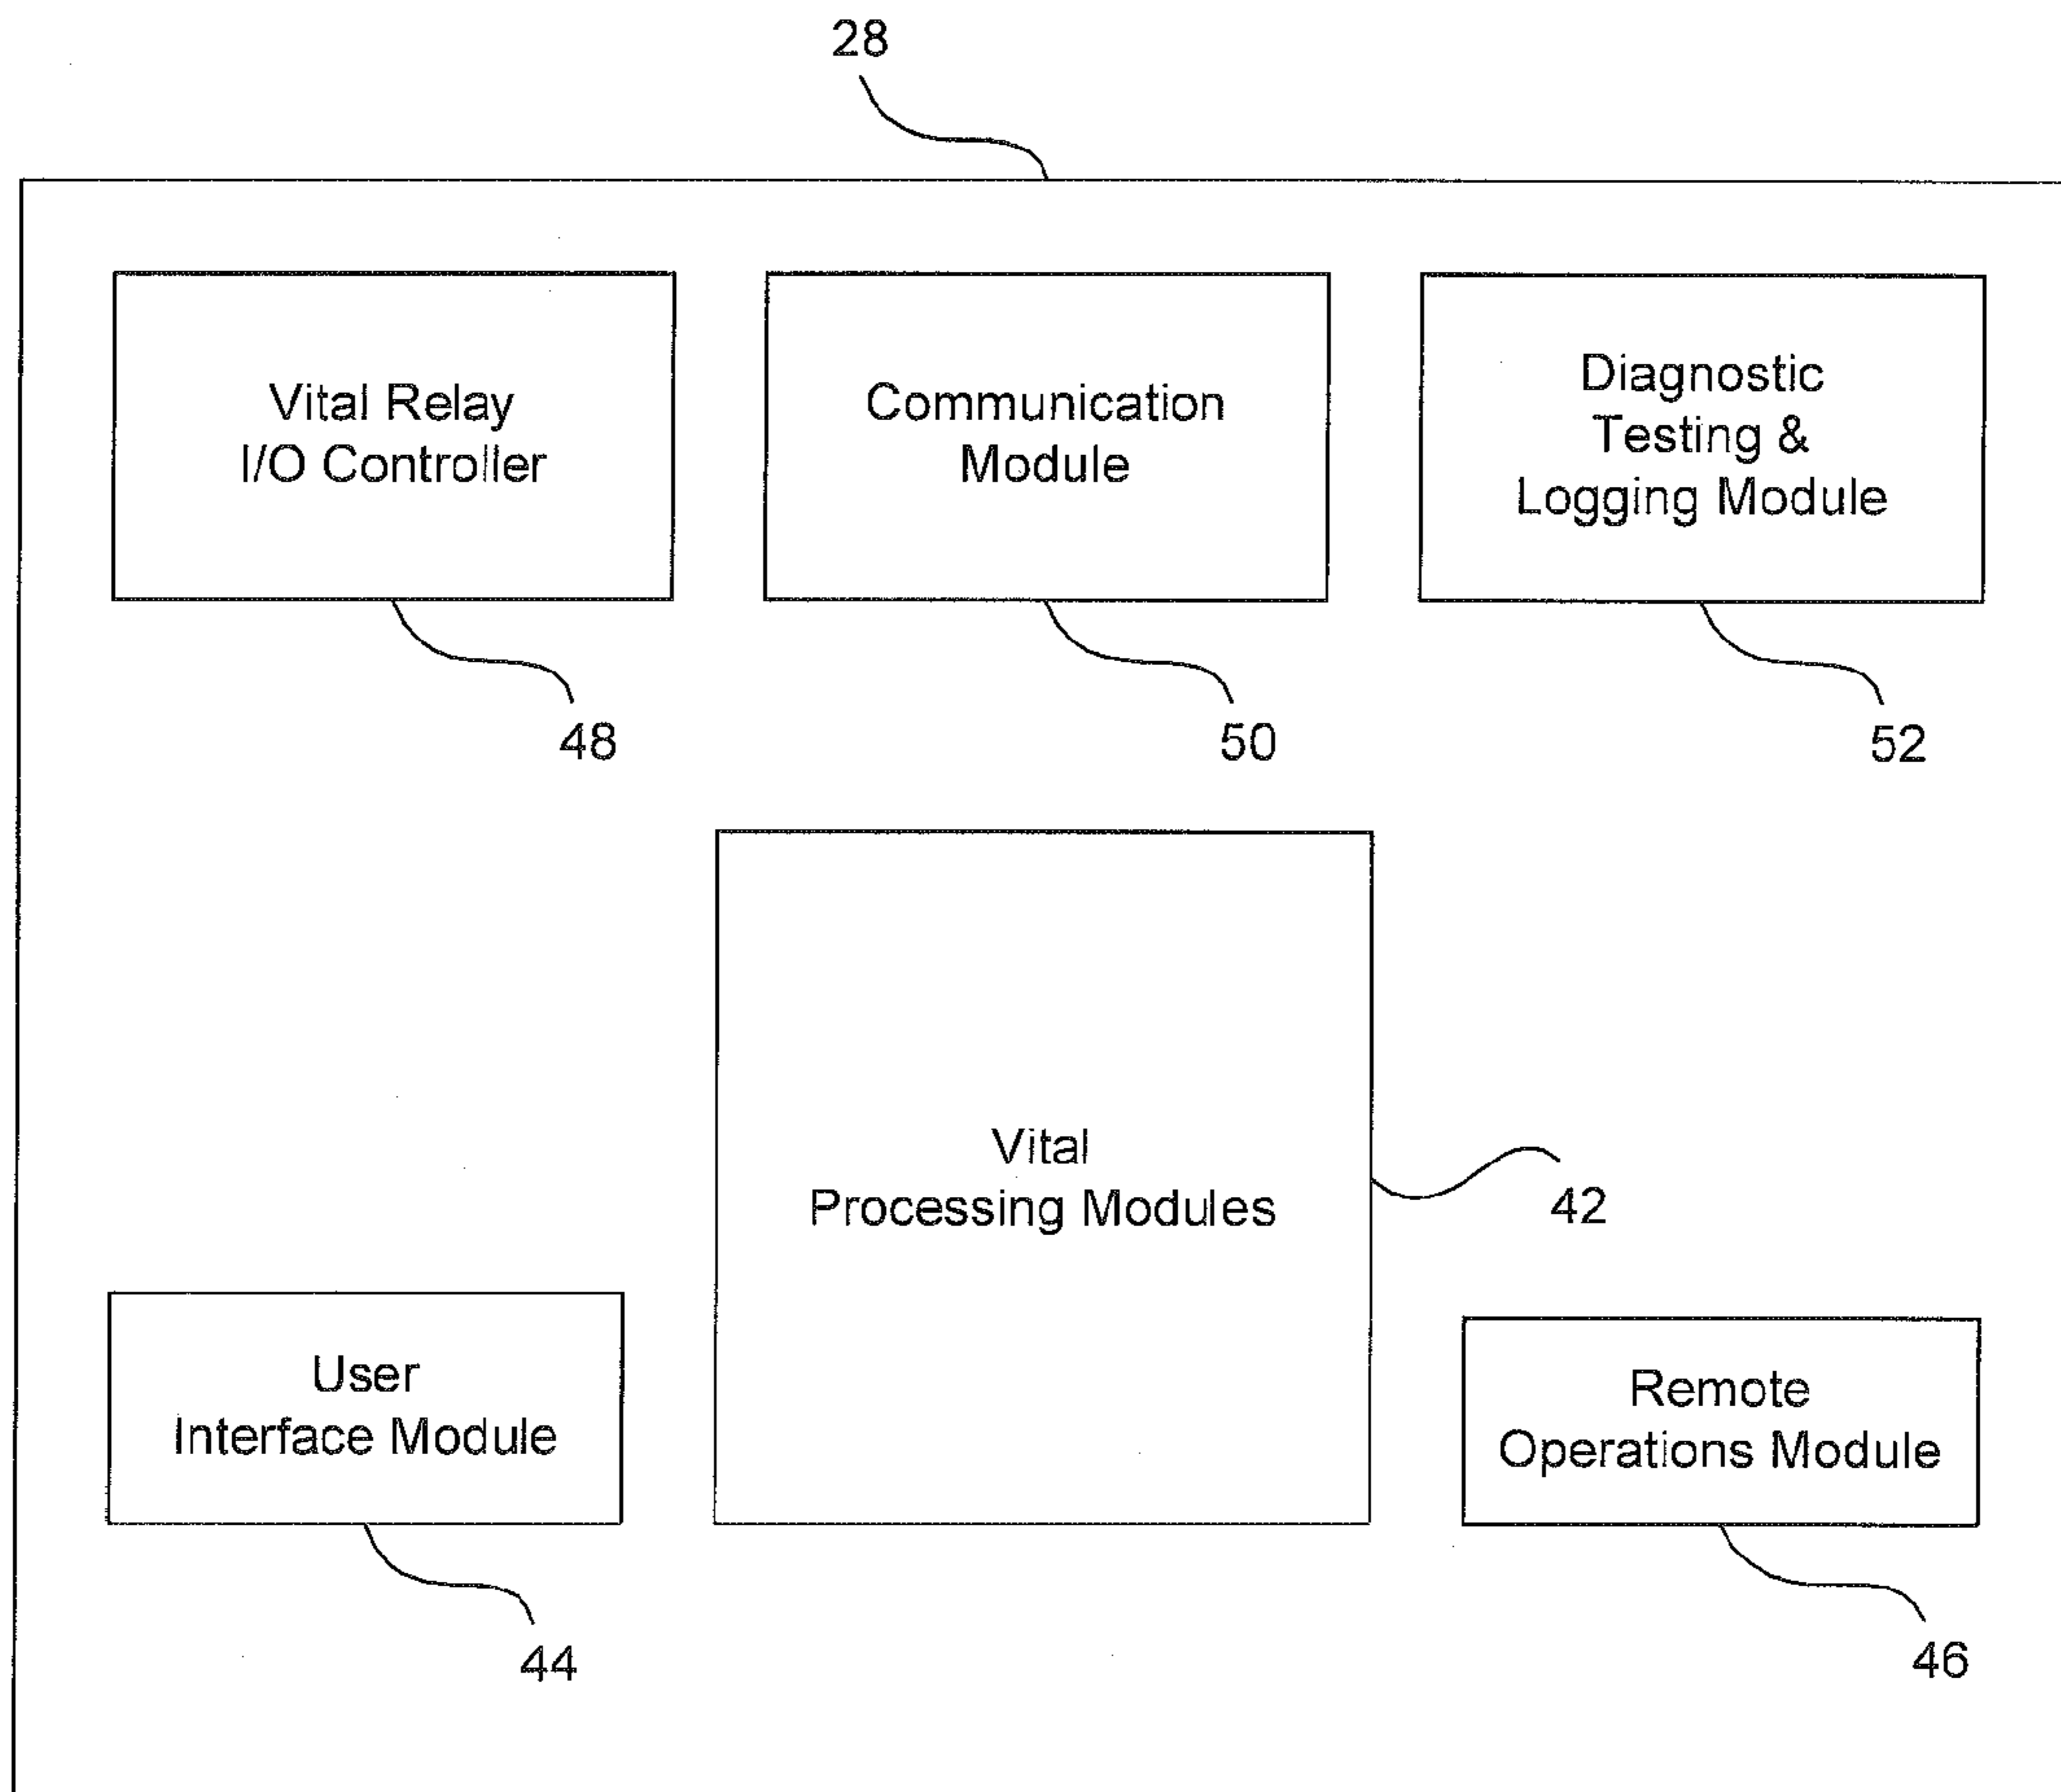 28
Vital Relay
I/O Controller
Communication
Module
Diagnostic
Testing &
Logging Module
48
50
52
Vital
Processing Modules
42
User
Interface Module
Remote
Operations Module
44
46